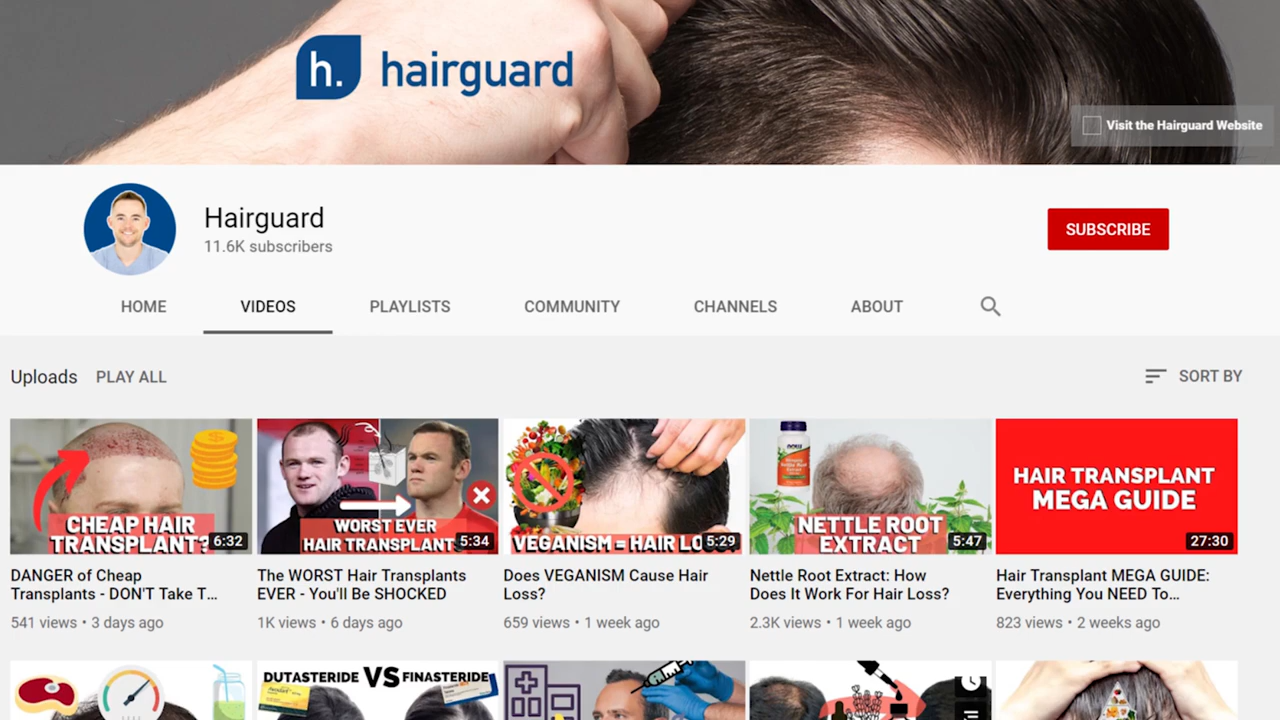 h. hairguard
Visit the Hairguard Website
Hairguard
11.6K subscribers
SUBSCRIBE
HOME VIDEOS PLAYLISTS COMMUNITY CHANNELS ABOUT
Uploads PLAY ALL
SORT BY
CHEAP HAIR
TRANSPLANT?
6:32
DANGER of Cheap
Transplants - DON'T Take T...
541 views • 3 days ago
WORST EVER
HAIR TRANSPLANT
5:34
The WORST Hair Transplants
EVER - You'll Be SHOCKED
1K views • 6 days ago
VEGANISM = HAIR LO
5:29
Does VEGANISM Cause Hair
Loss?
659 views • 1 week ago
NOW
Nettle Root
Extract
NETTLE ROOT
EXTRACT
5:47
Nettle Root Extract: How
Does It Work For Hair Loss?
2.3K views • 1 week ago
HAIR TRANSPLANT
MEGA GUIDE
27:30
Hair Transplant MEGA GUIDE:
Everything You NEED To...
823 views • 2 weeks ago
DUTASTERIDE VS FINASTERIDE